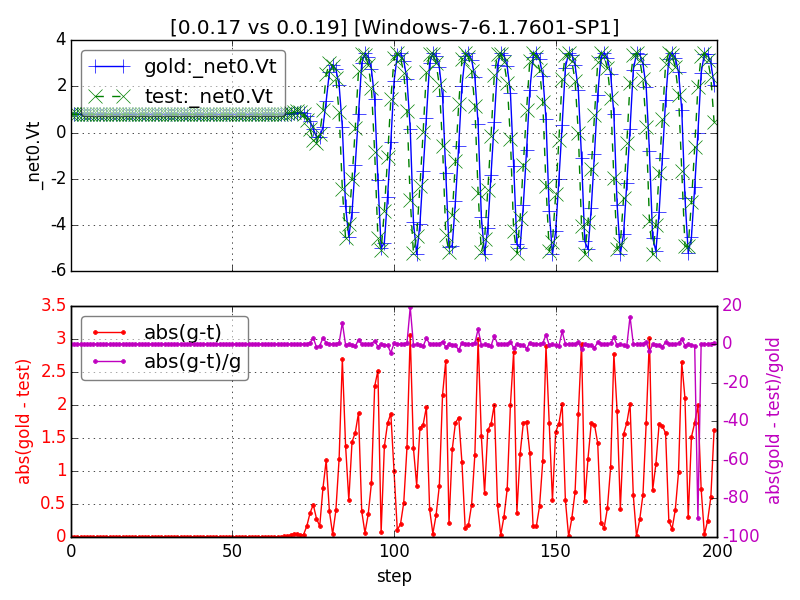 [0.0.17 vs 0.0.19] [Windows-7-6.1.7601-SP1]
4
2
0
-2
-4
-6
_net0.Vt
gold:_net0.Vt
test:_net0.Vt
3.5
3
2.5
2
1.5
1
0.5
0
abs(gold - test)
abs(g-t)
abs(g-t)/g
20
0
-20
-40
-60
-80
-100
abs(gold - test)/gold
0
50
100
150
200
step